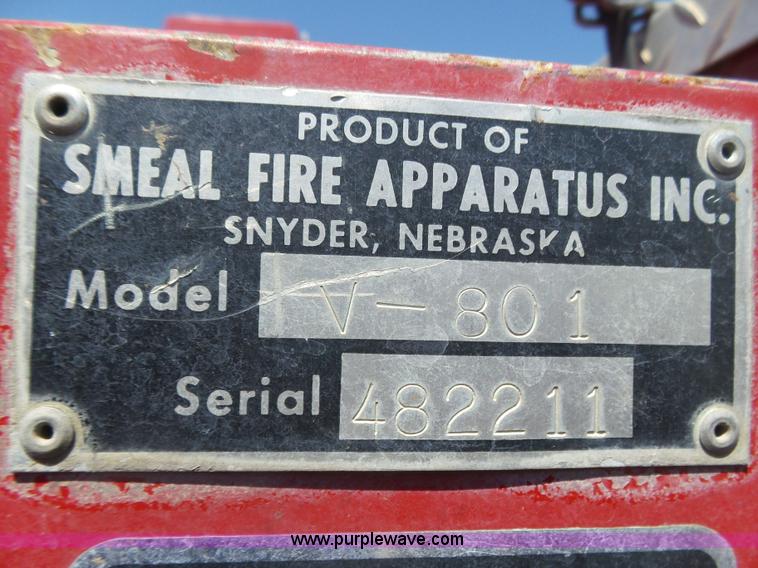 PRODUCT OF
SMEAL FIRE APPARATUS INC.
SNYDER, NEBRASKA
Model V-801
Serial 482211
www.purplewave.com